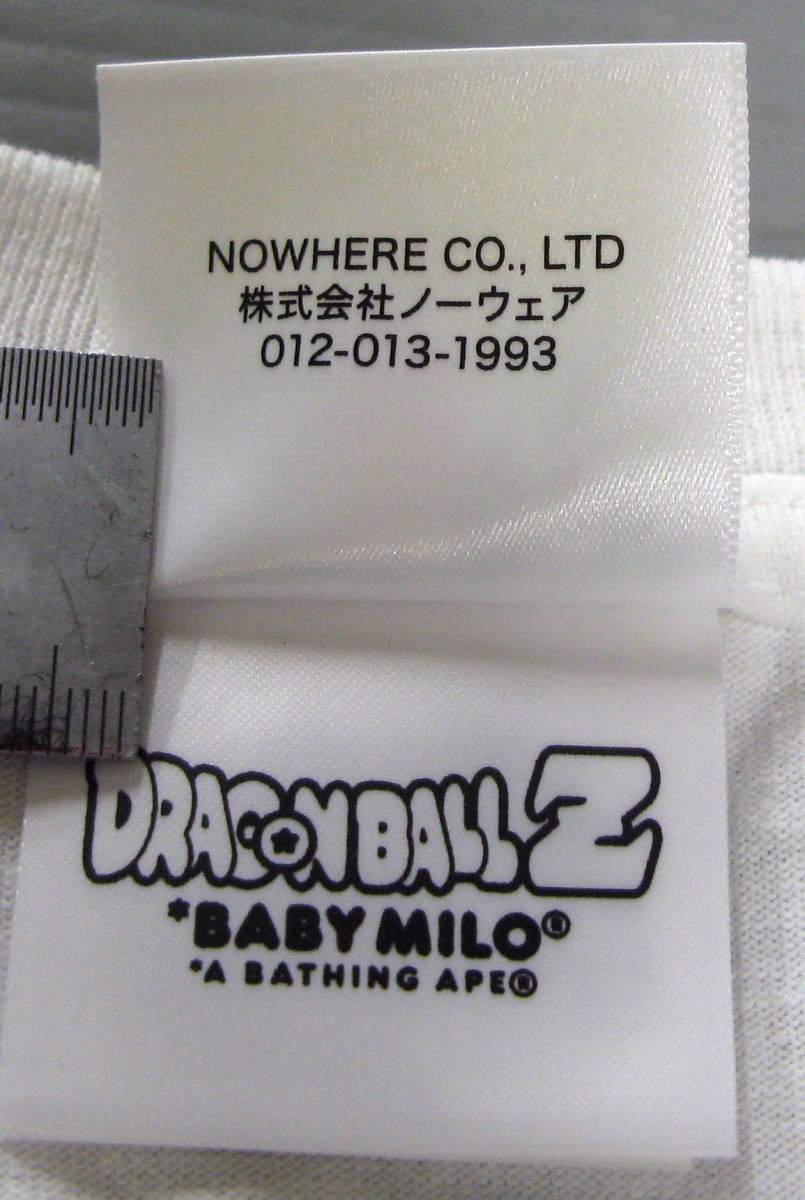 NOWHERE CO., LTD
株式会社ノーウェア
012-013-1993
DRAGONBALL Z
*BABY MILO®
*A BATHING APE®